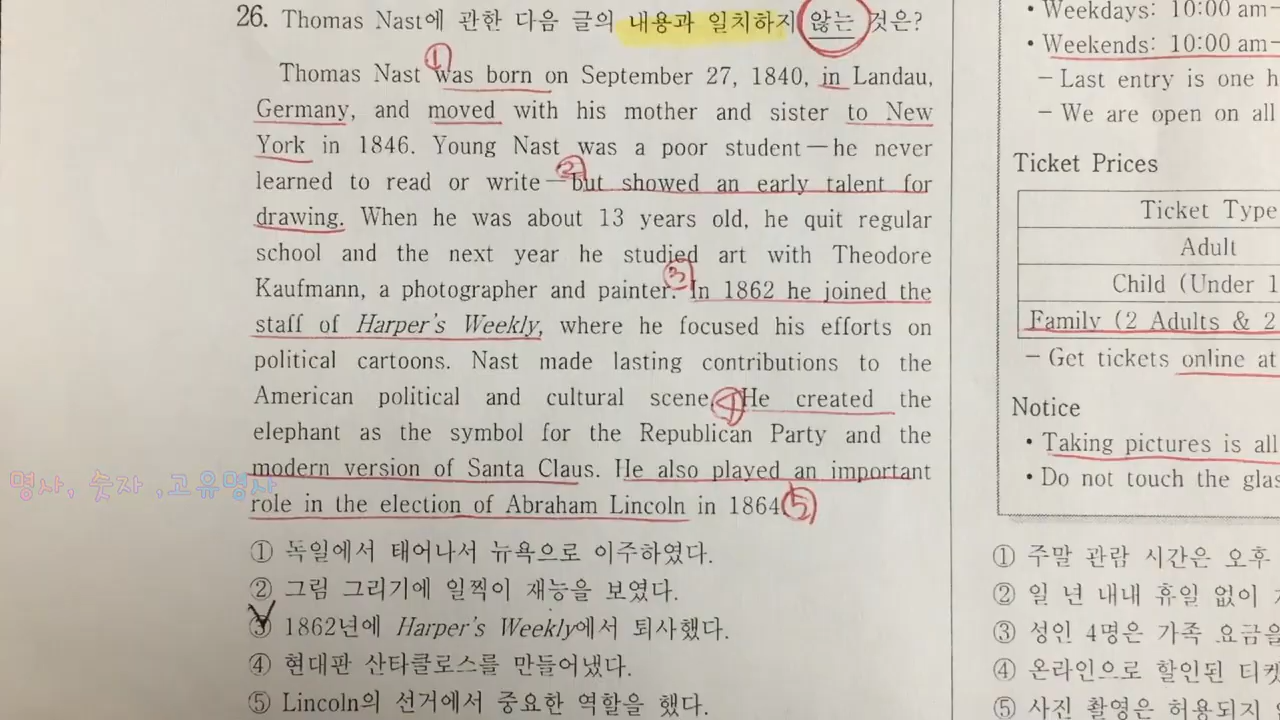 26. Thomas Nast에 관한 다음 글의 내용과 일치하지 않는 것은?
①
Thomas Nast was born on September 27, 1840, in Landau,
Germany, and moved with his mother and sister to New
York in 1846. Young Nast was a poor student—he never
②
learned to read or write—but showed an early talent for
drawing. When he was about 13 years old, he quit regular
school and the next year he studied art with Theodore
③
Kaufmann, a photographer and painter. In 1862 he joined the
staff of Harper's Weekly, where he focused his efforts on
political cartoons. Nast made lasting contributions to the
American political and cultural scene. ④ He created the
elephant as the symbol for the Republican Party and the
modern version of Santa Claus. He also played an important
role in the election of Abraham Lincoln in 1864. ⑤
명사, 숫자 ,고유명사
① 독일에서 태어나서 뉴욕으로 이주하였다.
② 그림 그리기에 일찍이 재능을 보였다.
③ 1862년에 Harper's Weekly에서 퇴사했다.
④ 현대판 산타클로스를 만들어냈다.
⑤ Lincoln의 선거에서 중요한 역할을 했다.
• Weekdays: 10:00 am-
• Weekends: 10:00 am-
- Last entry is one
- We are open on all
Ticket Prices
Ticket Type
Adult
Child (Under 1
Family (2 Adults & 2
- Get tickets online at
Notice
• Taking pictures is
• Do not touch the
① 주말 관람 시간은 오후
② 일 년 내내 휴일 없이
③ 성인 4명은 가족 요금을
④ 온라인으로 할인된 티켓
⑤ 사진 촬영은 허용되지